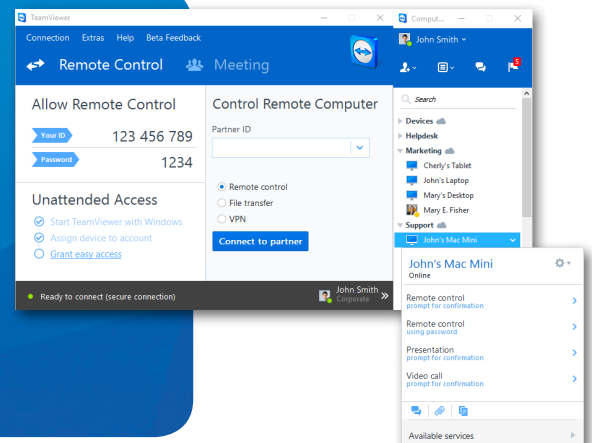 TeamViewer
Connection Extras Help Beta Feedback
Remote Control Meeting
Allow Remote Control
Your ID 123 456 789
Password 1234
Unattended Access
Start TeamViewer with Windows
Assign device to account
Grant easy access
Control Remote Computer
Partner ID
Remote control
File transfer
VPN
Connect to partner
Ready to connect (secure connection)
John Smith
Corporate
Comput...
John Smith
5
Search
Devices
Helpdesk
Marketing
Cherly's Tablet
John's Laptop
Mary's Desktop
Mary E. Fisher
Support
John's Mac Mini
John's Mac Mini
Online
Remote control
prompt for confirmation
Remote control
using password
Presentation
prompt for confirmation
Video call
prompt for confirmation
Available services